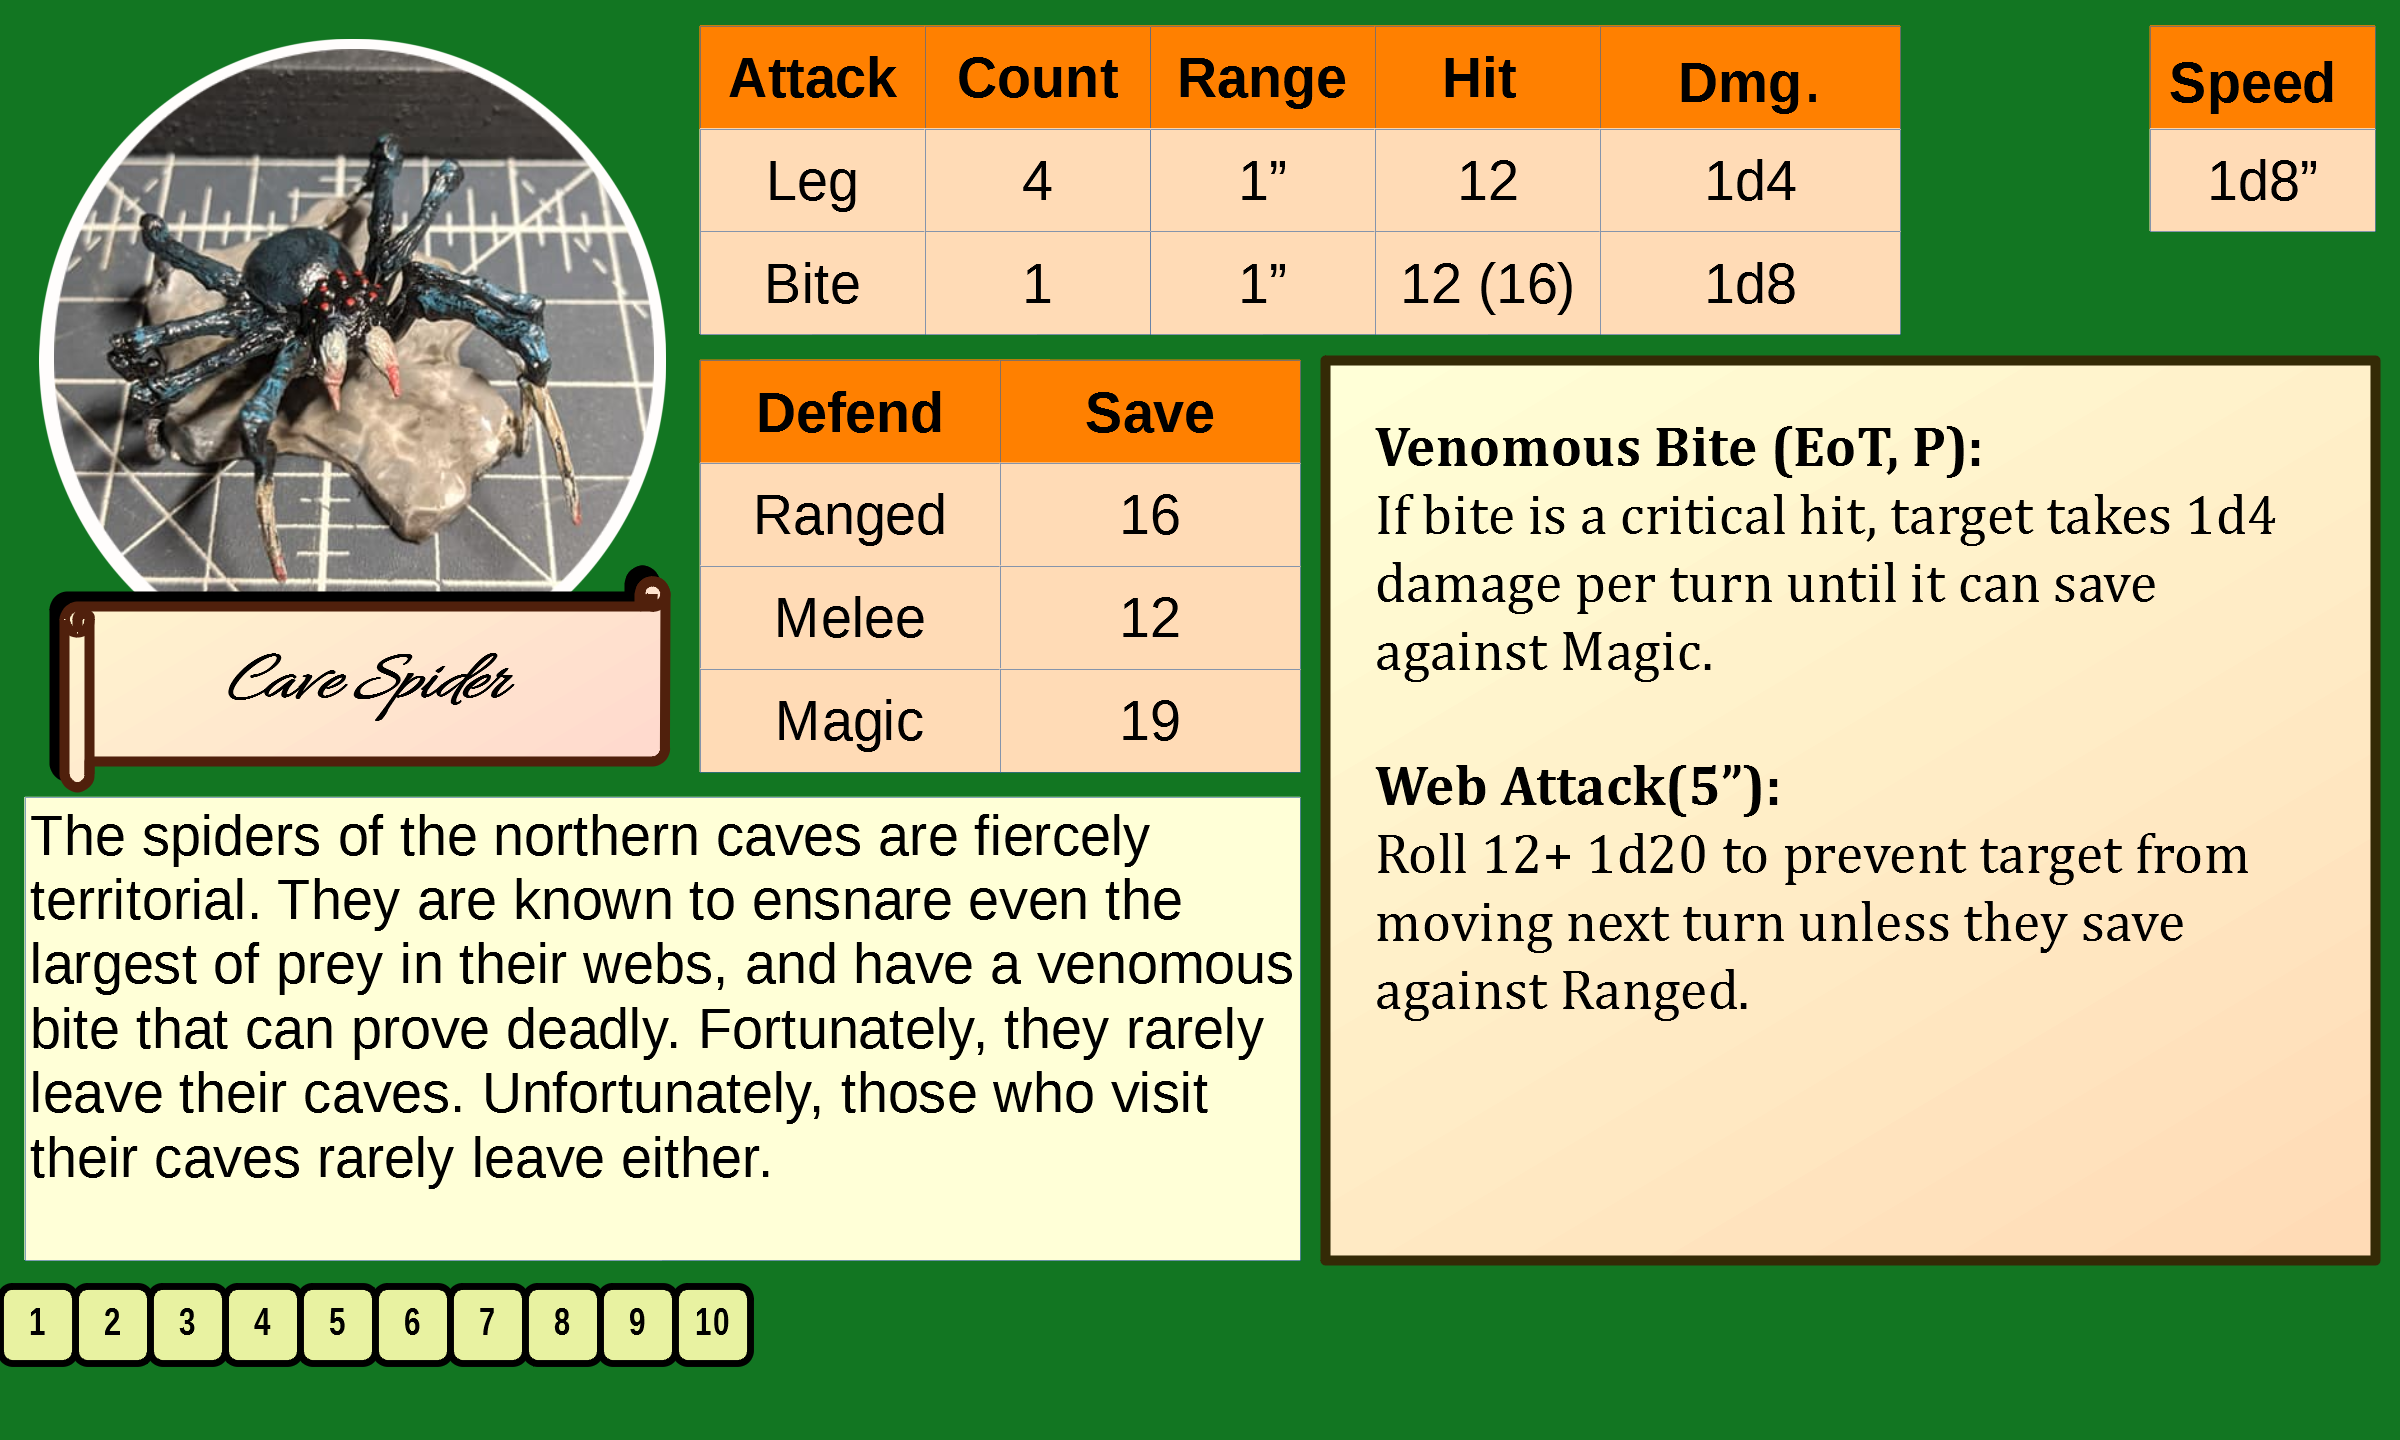 Attack Count Range Hit Dmg.
Leg 4 1” 12 1d4
Bite 1 1” 12 (16) 1d8
Speed
1d8”
Defend Save
Ranged 16
Melee 12
Magic 19
Cave Spider
Venomous Bite (EoT, P):
If bite is a critical hit, target takes 1d4
damage per turn until it can save
against Magic.
Web Attack(5”):
Roll 12+ 1d20 to prevent target from
moving next turn unless they save
against Ranged.
The spiders of the northern caves are fiercely
territorial. They are known to ensnare even the
largest of prey in their webs, and have a venomous
bite that can prove deadly. Fortunately, they rarely
leave their caves. Unfortunately, those who visit
their caves rarely leave either.
1 2 3 4 5 6 7 8 9 10